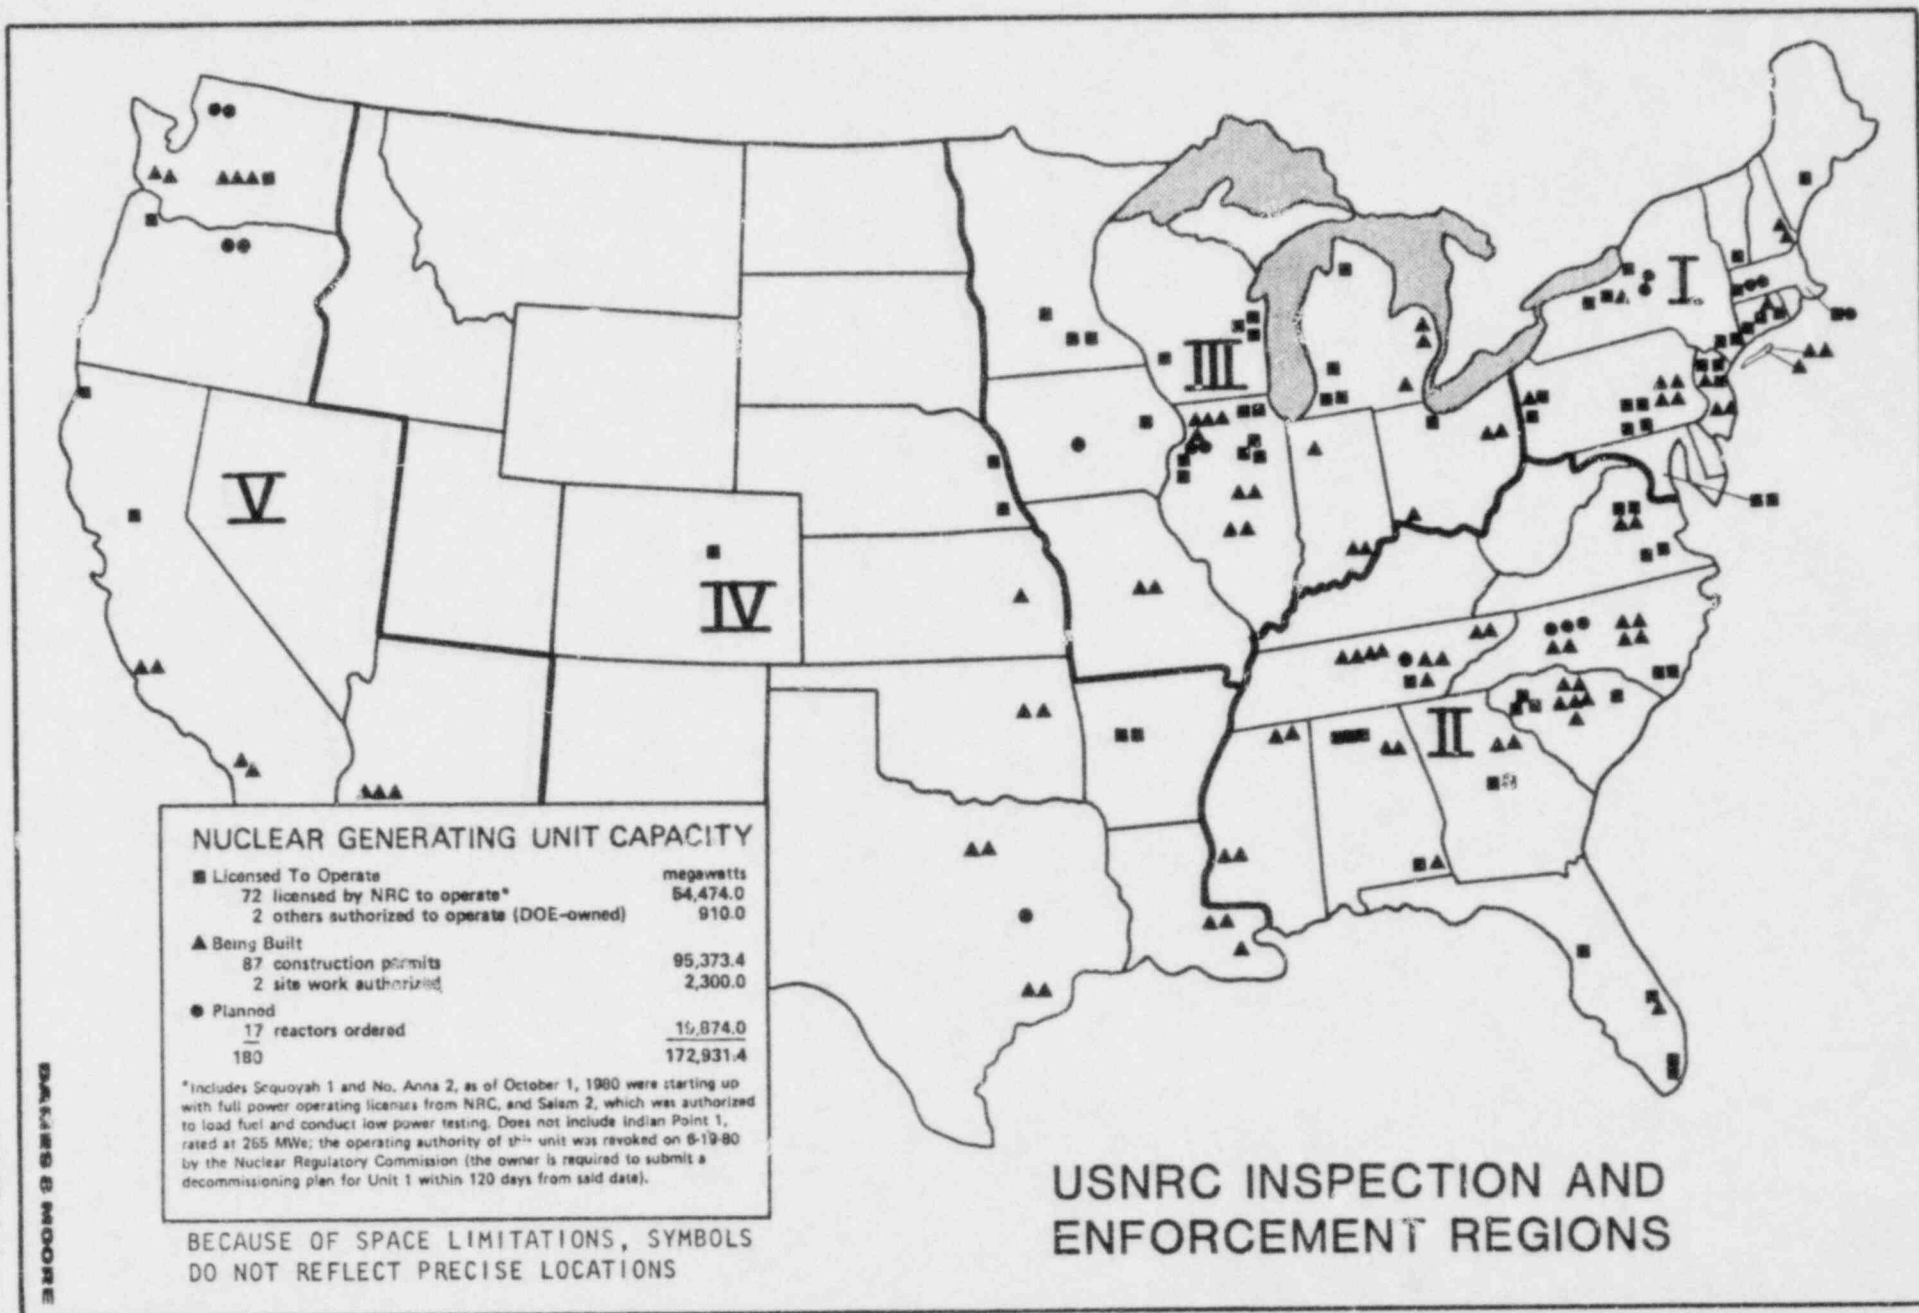 I
III
V
IV
II
NUCLEAR GENERATING UNIT CAPACITY
■ Licensed To Operate megawatts
72 licensed by NRC to operate* 54,474.0
2 others authorized to operate (DOE-owned) 910.0
▲ Being Built
87 construction permits 95,373.4
2 site work authorized 2,300.0
● Planned
17 reactors ordered 19,874.0
180 172,931.4
*Includes Sequoyah 1 and No. Anna 2, as of October 1, 1980 were starting up
with full power operating licenses from NRC, and Salem 2, which was authorized
to load fuel and conduct low power testing. Does not include Indian Point 1,
rated at 265 MWe; the operating authority of this unit was revoked on 6-19-80
by the Nuclear Regulatory Commission (the owner is required to submit a
decommissioning plan for Unit 1 within 120 days from said date).
BECAUSE OF SPACE LIMITATIONS, SYMBOLS
DO NOT REFLECT PRECISE LOCATIONS
USNRC INSPECTION AND
ENFORCEMENT REGIONS
DAMES & MOORE